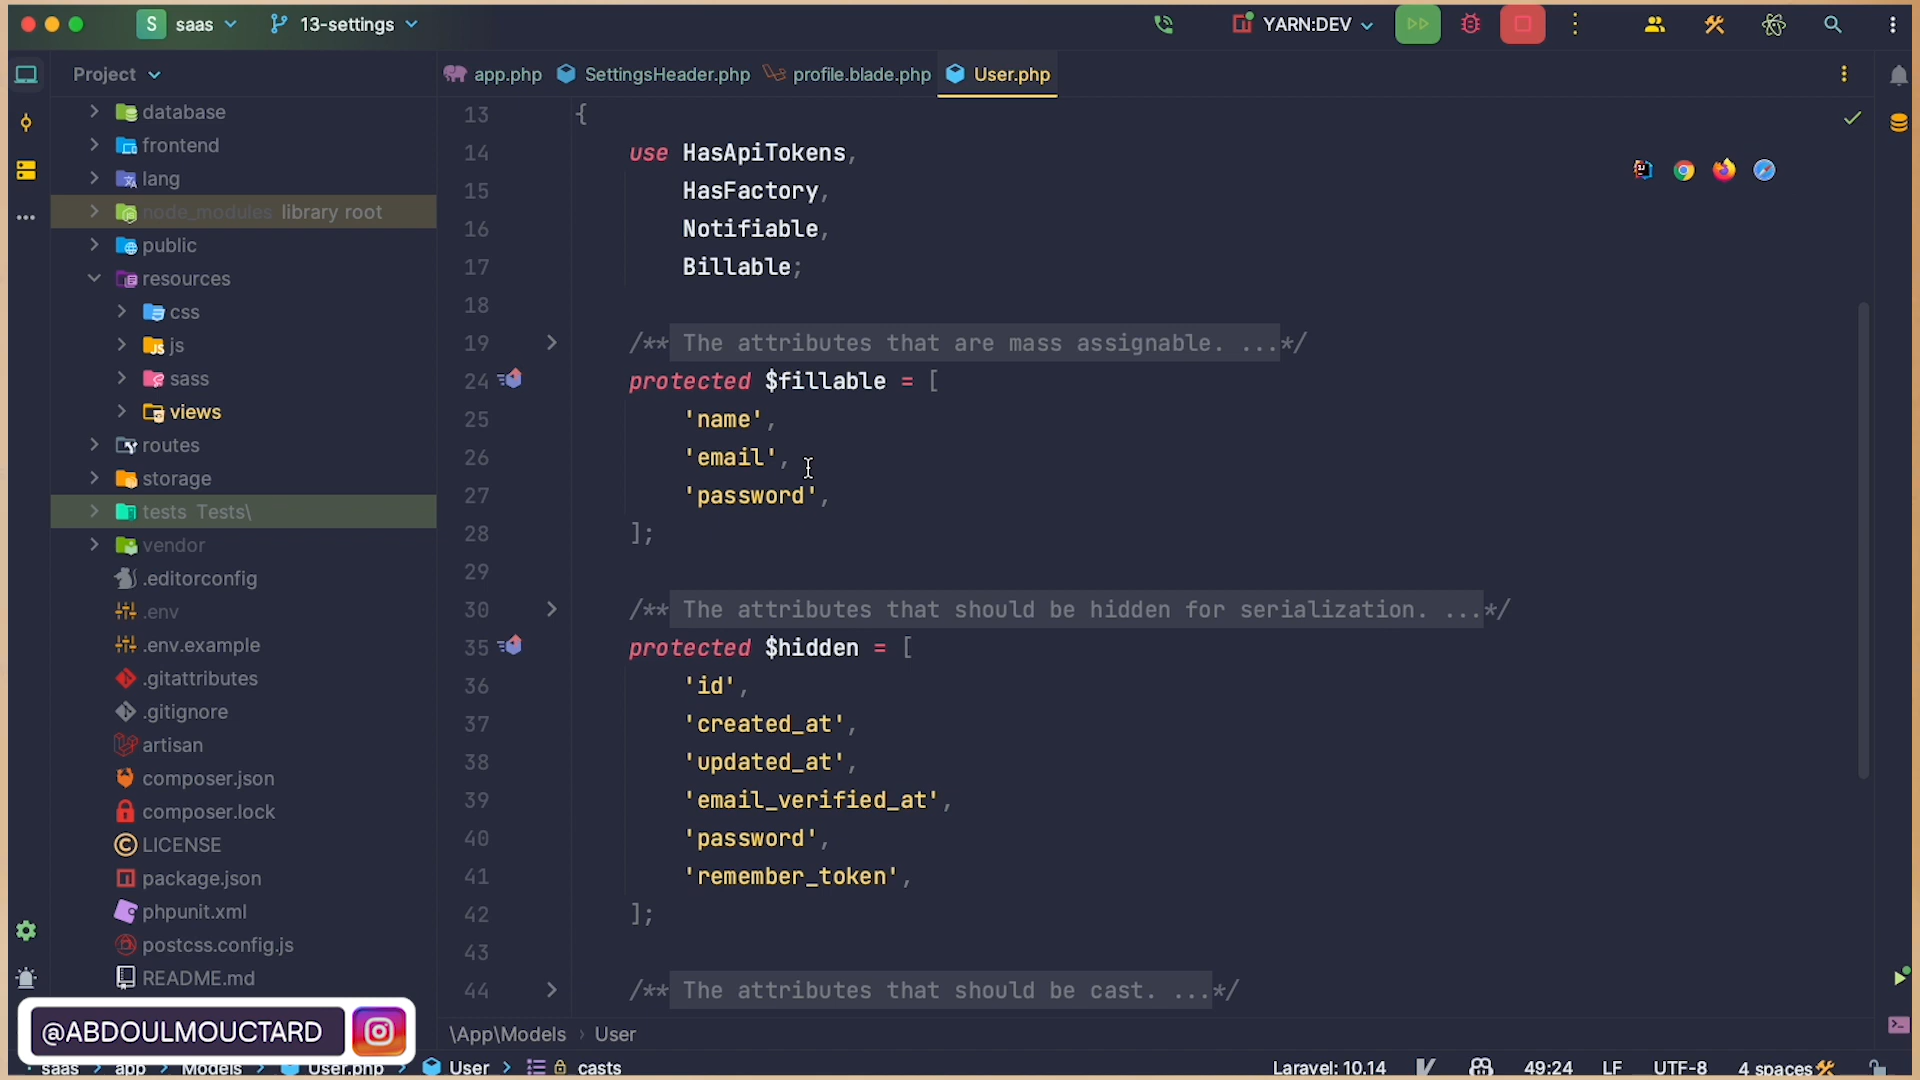 S saas 13-settings YARN:DEV
Project app.php SettingsHeader.php profile.blade.php User.php
database
frontend
lang
node_modules library root
public
resources
css
js
sass
views
routes
storage
tests Tests\
vendor
.editorconfig
.env
.env.example
.gitattributes
.gitignore
artisan
composer.json
composer.lock
LICENSE
package.json
phpunit.xml
postcss.config.js
README.md
13 {
14 use HasApiTokens,
15 HasFactory,
16 Notifiable,
17 Billable;
18
19 /** The attributes that are mass assignable. ...*/
24 protected $fillable = [
25 'name',
26 'email',
27 'password',
28 ];
29
30 /** The attributes that should be hidden for serialization. ...*/
35 protected $hidden = [
36 'id',
37 'created_at',
38 'updated_at',
39 'email_verified_at',
40 'password',
41 'remember_token',
42 ];
43
44 /** The attributes that should be cast. ...*/
@ABDOULMOUCTARD
\App\Models › User
saas › app › Models › User.php › User › casts Laravel: 10.14 49:24 LF UTF-8 4 spaces